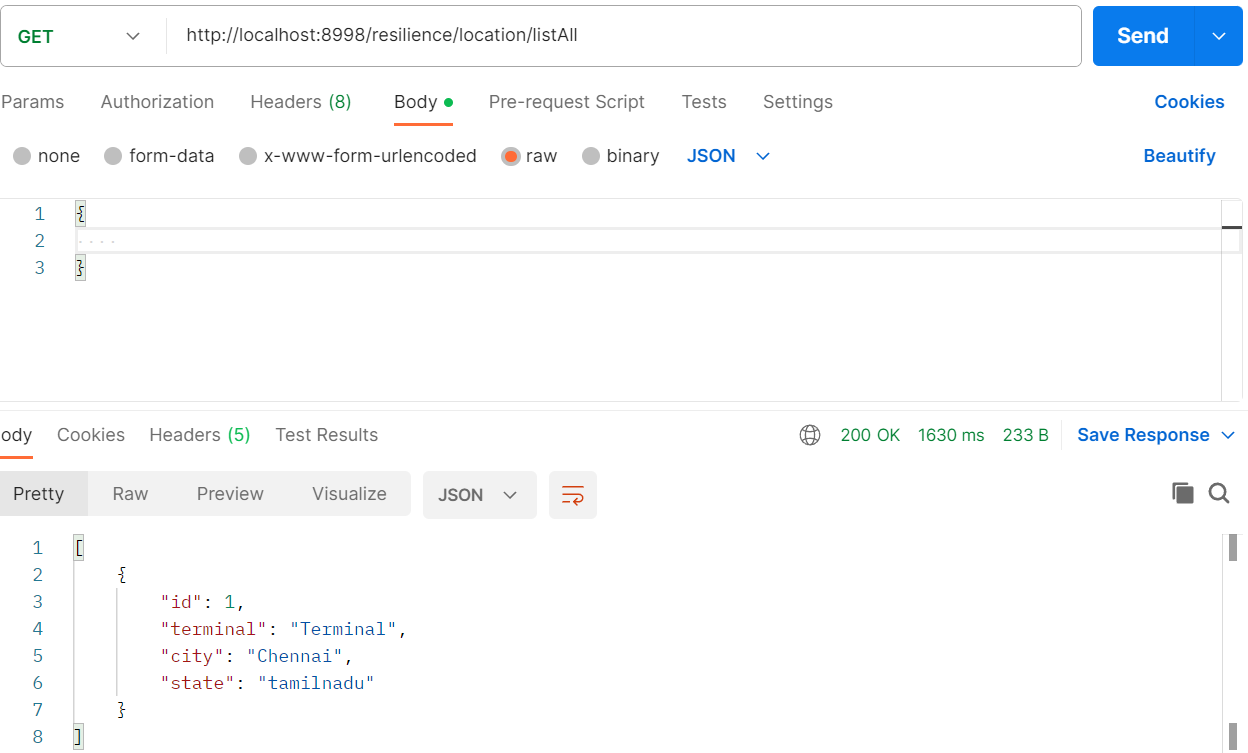 GET http://localhost:8998/resilience/location/listAll Send
Params Authorization Headers (8) Body Pre-request Script Tests Settings Cookies
none form-data x-www-form-urlencoded raw binary JSON Beautify
1 {
2 ····
3 }
ody Cookies Headers (5) Test Results 200 OK 1630 ms 233 B Save Response
Pretty Raw Preview Visualize JSON
1 [
2 {
3 "id": 1,
4 "terminal": "Terminal",
5 "city": "Chennai",
6 "state": "tamilnadu"
7 }
8 ]